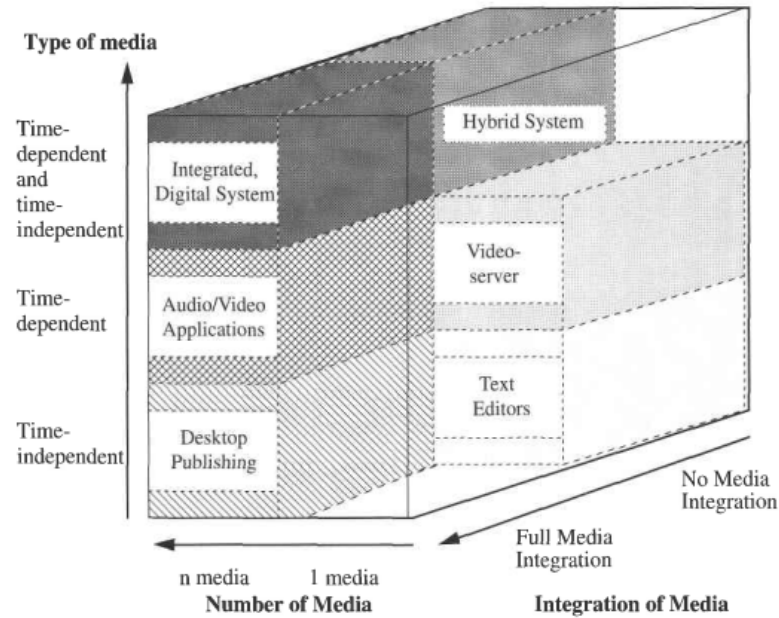 Type of media
Time-
dependent
and
time-
independent
Integrated,
Digital System
Hybrid System
Time-
dependent
Audio/Video
Applications
Video-
server
Time-
independent
Desktop
Publishing
Text
Editors
n media
1 media
Number of Media
Full Media
Integration
No Media
Integration
Integration of Media